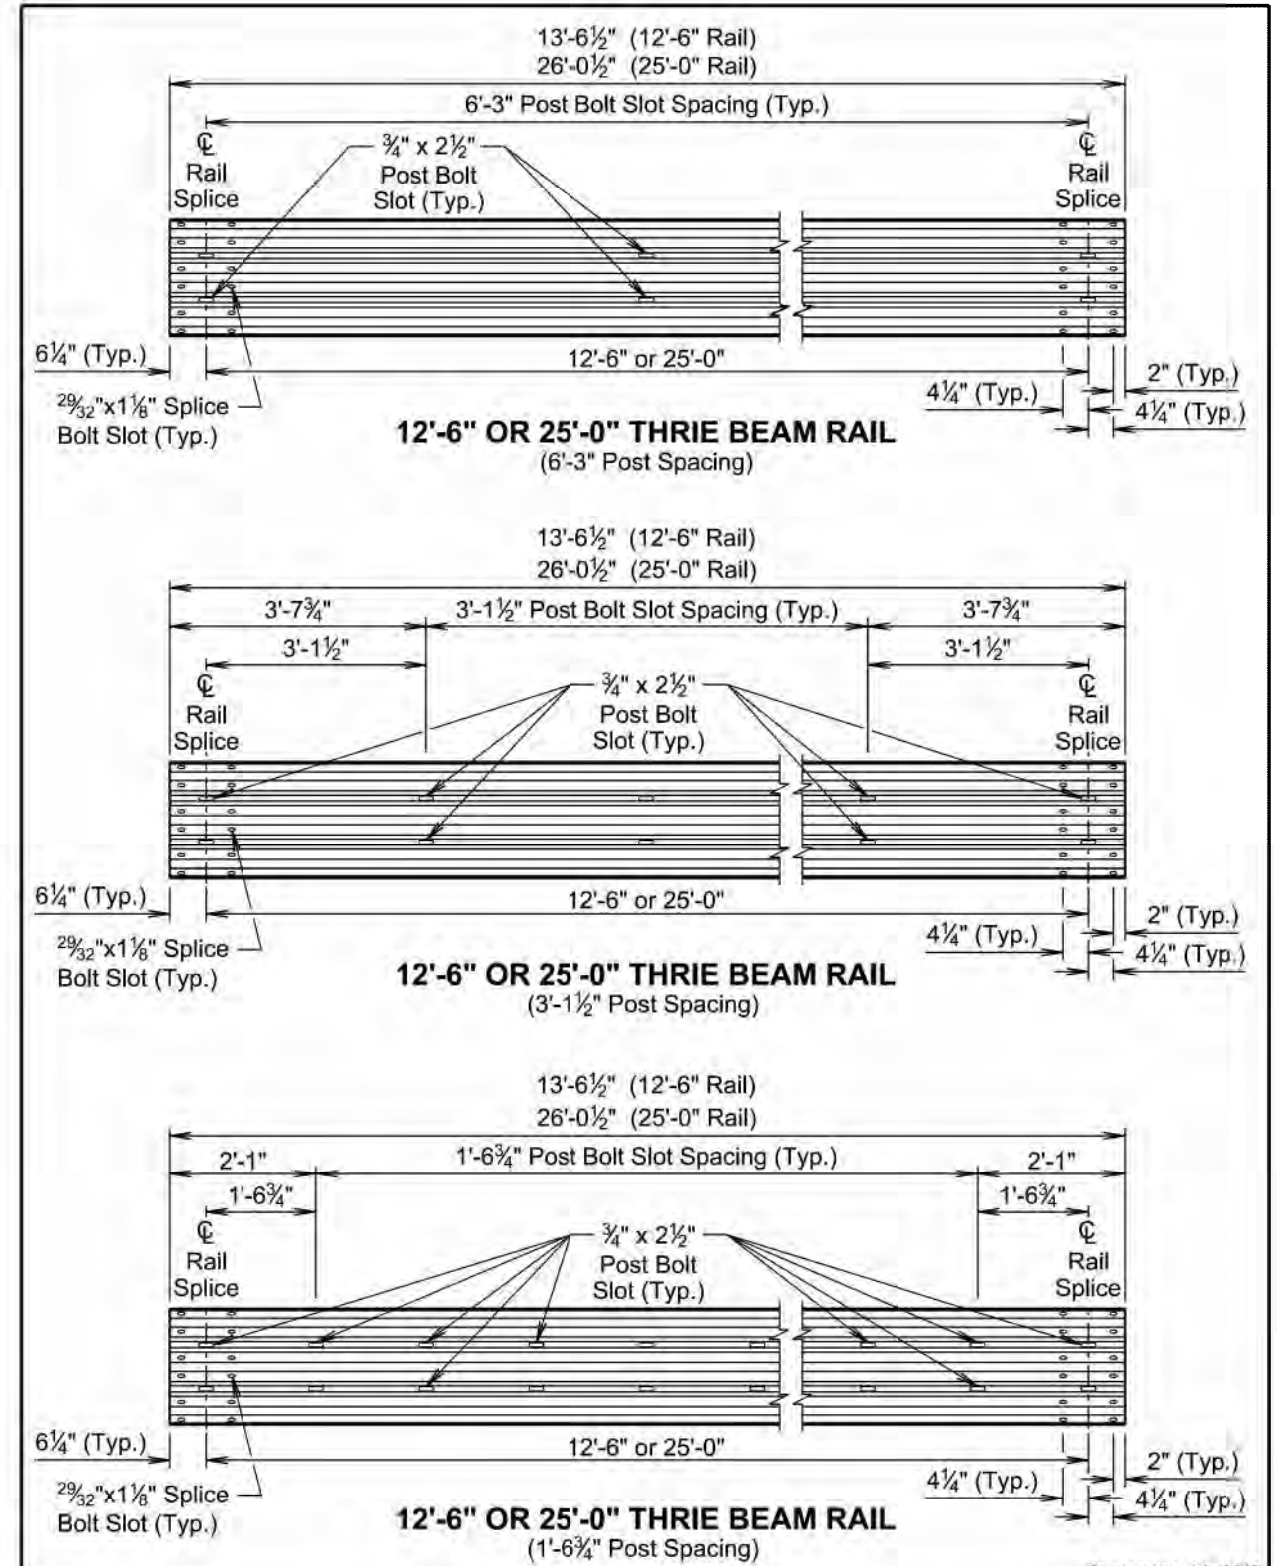 13'-6½" (12'-6" Rail)
26'-0½" (25'-0" Rail)
6'-3" Post Bolt Slot Spacing (Typ.)
℄
Rail
Splice
¾" x 2½"
Post Bolt
Slot (Typ.)
℄
Rail
Splice
6¼" (Typ.)
12'-6" or 25'-0"
2" (Typ.)
4¼" (Typ.)
4¼" (Typ.)
29/32"x1⅛" Splice
Bolt Slot (Typ.)
12'-6" OR 25'-0" THRIE BEAM RAIL
(6'-3" Post Spacing)
13'-6½" (12'-6" Rail)
26'-0½" (25'-0" Rail)
3'-7¾"
3'-1½" Post Bolt Slot Spacing (Typ.)
3'-7¾"
3'-1½"
3'-1½"
℄
Rail
Splice
¾" x 2½"
Post Bolt
Slot (Typ.)
℄
Rail
Splice
6¼" (Typ.)
12'-6" or 25'-0"
2" (Typ.)
4¼" (Typ.)
4¼" (Typ.)
29/32"x1⅛" Splice
Bolt Slot (Typ.)
12'-6" OR 25'-0" THRIE BEAM RAIL
(3'-1½" Post Spacing)
13'-6½" (12'-6" Rail)
26'-0½" (25'-0" Rail)
2'-1"
1'-6¾" Post Bolt Slot Spacing (Typ.)
2'-1"
1'-6¾"
1'-6¾"
℄
Rail
Splice
¾" x 2½"
Post Bolt
Slot (Typ.)
℄
Rail
Splice
6¼" (Typ.)
12'-6" or 25'-0"
2" (Typ.)
4¼" (Typ.)
4¼" (Typ.)
29/32"x1⅛" Splice
Bolt Slot (Typ.)
12'-6" OR 25'-0" THRIE BEAM RAIL
(1'-6¾" Post Spacing)